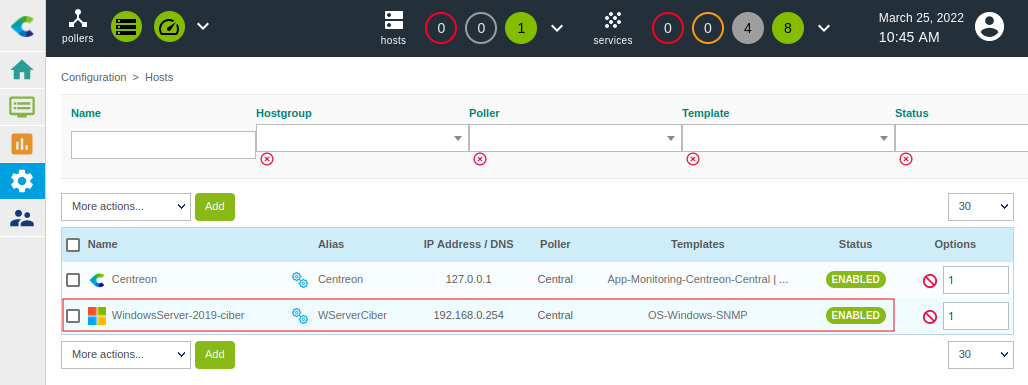 pollers
hosts
0 0 1
services
0 0 4 8
March 25, 2022
10:45 AM
Configuration > Hosts
Name Hostgroup Poller Template Status
More actions... Add 30
Name Alias IP Address / DNS Poller Templates Status Options
Centreon Centreon 127.0.0.1 Central App-Monitoring-Centreon-Central | ... ENABLED 1
WindowsServer-2019-ciber WServerCiber 192.168.0.254 Central OS-Windows-SNMP ENABLED 1
More actions... Add 30